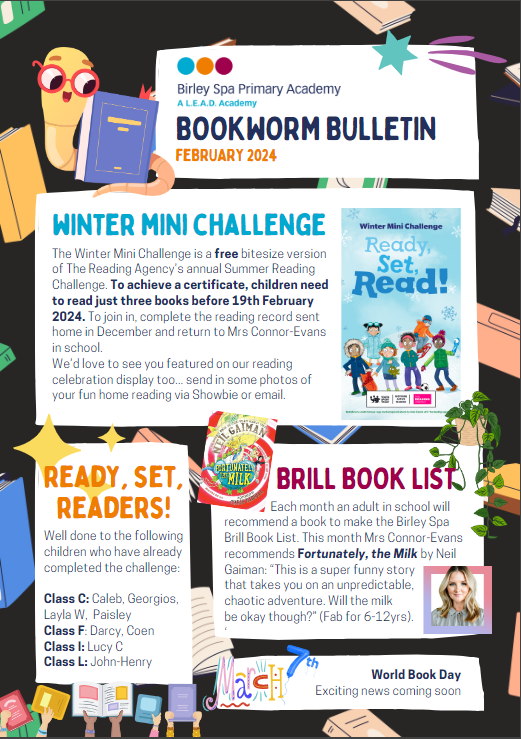 Birley Spa Primary Academy
A L.E.A.D. Academy
BOOKWORM BULLETIN
FEBRUARY 2024
WINTER MINI CHALLENGE
The Winter Mini Challenge is a free bitesize version
of The Reading Agency's annual Summer Reading
Challenge. To achieve a certificate, children need
to read just three books before 19th February
2024. To join in, complete the reading record sent
home in December and return to Mrs Connor-Evans
in school.
We'd love to see you featured on our reading
celebration display too... send in some photos of
your fun home reading via Showbie or email.
Winter Mini Challenge
Ready,
Set,
Read!
READY, SET,
READERS!
Well done to the following
children who have already
completed the challenge:
Class C: Caleb, Georgios,
Layla W, Paisley
Class F: Darcy, Coen
Class I: Lucy C
Class L: John-Henry
NEIL GAIMAN
FORTUNATELY,
THE MILK
BRILL BOOK LIST
Each month an adult in school will
recommend a book to make the Birley Spa
Brill Book List. This month Mrs Connor-Evans
recommends Fortunately, the Milk by Neil
Gaiman: "This is a super funny story
that takes you on an unpredictable,
chaotic adventure. Will the milk
be okay though?" (Fab for 6-12yrs).
March 7th
World Book Day
Exciting news coming soon